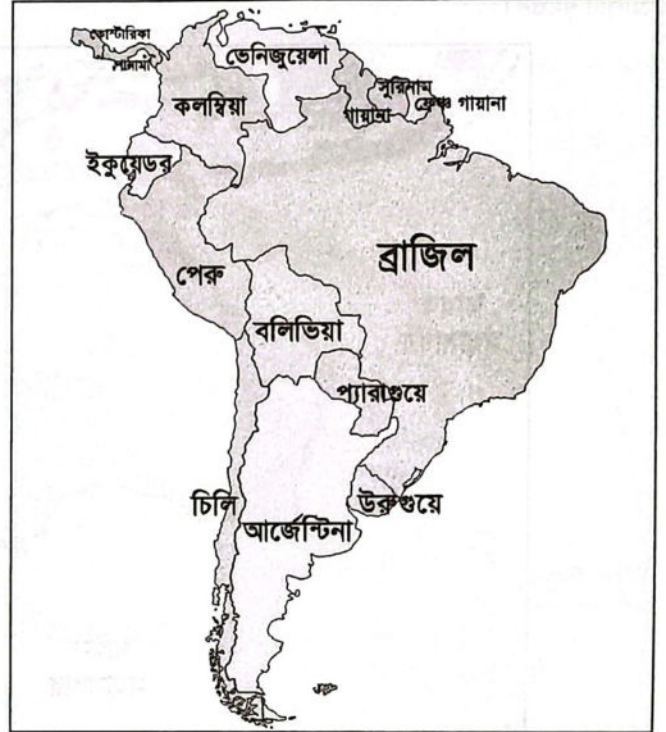 কোস্টারিকা
পানামা
ভেনিজুয়েলা
সুরিনাম
কলম্বিয়া
গায়ানা
ফ্রেঞ্চ গায়ানা
ইকুয়েডর
ব্রাজিল
পেরু
বলিভিয়া
প্যারাগুয়ে
চিলি
উরুগুয়ে
আর্জেন্টিনা